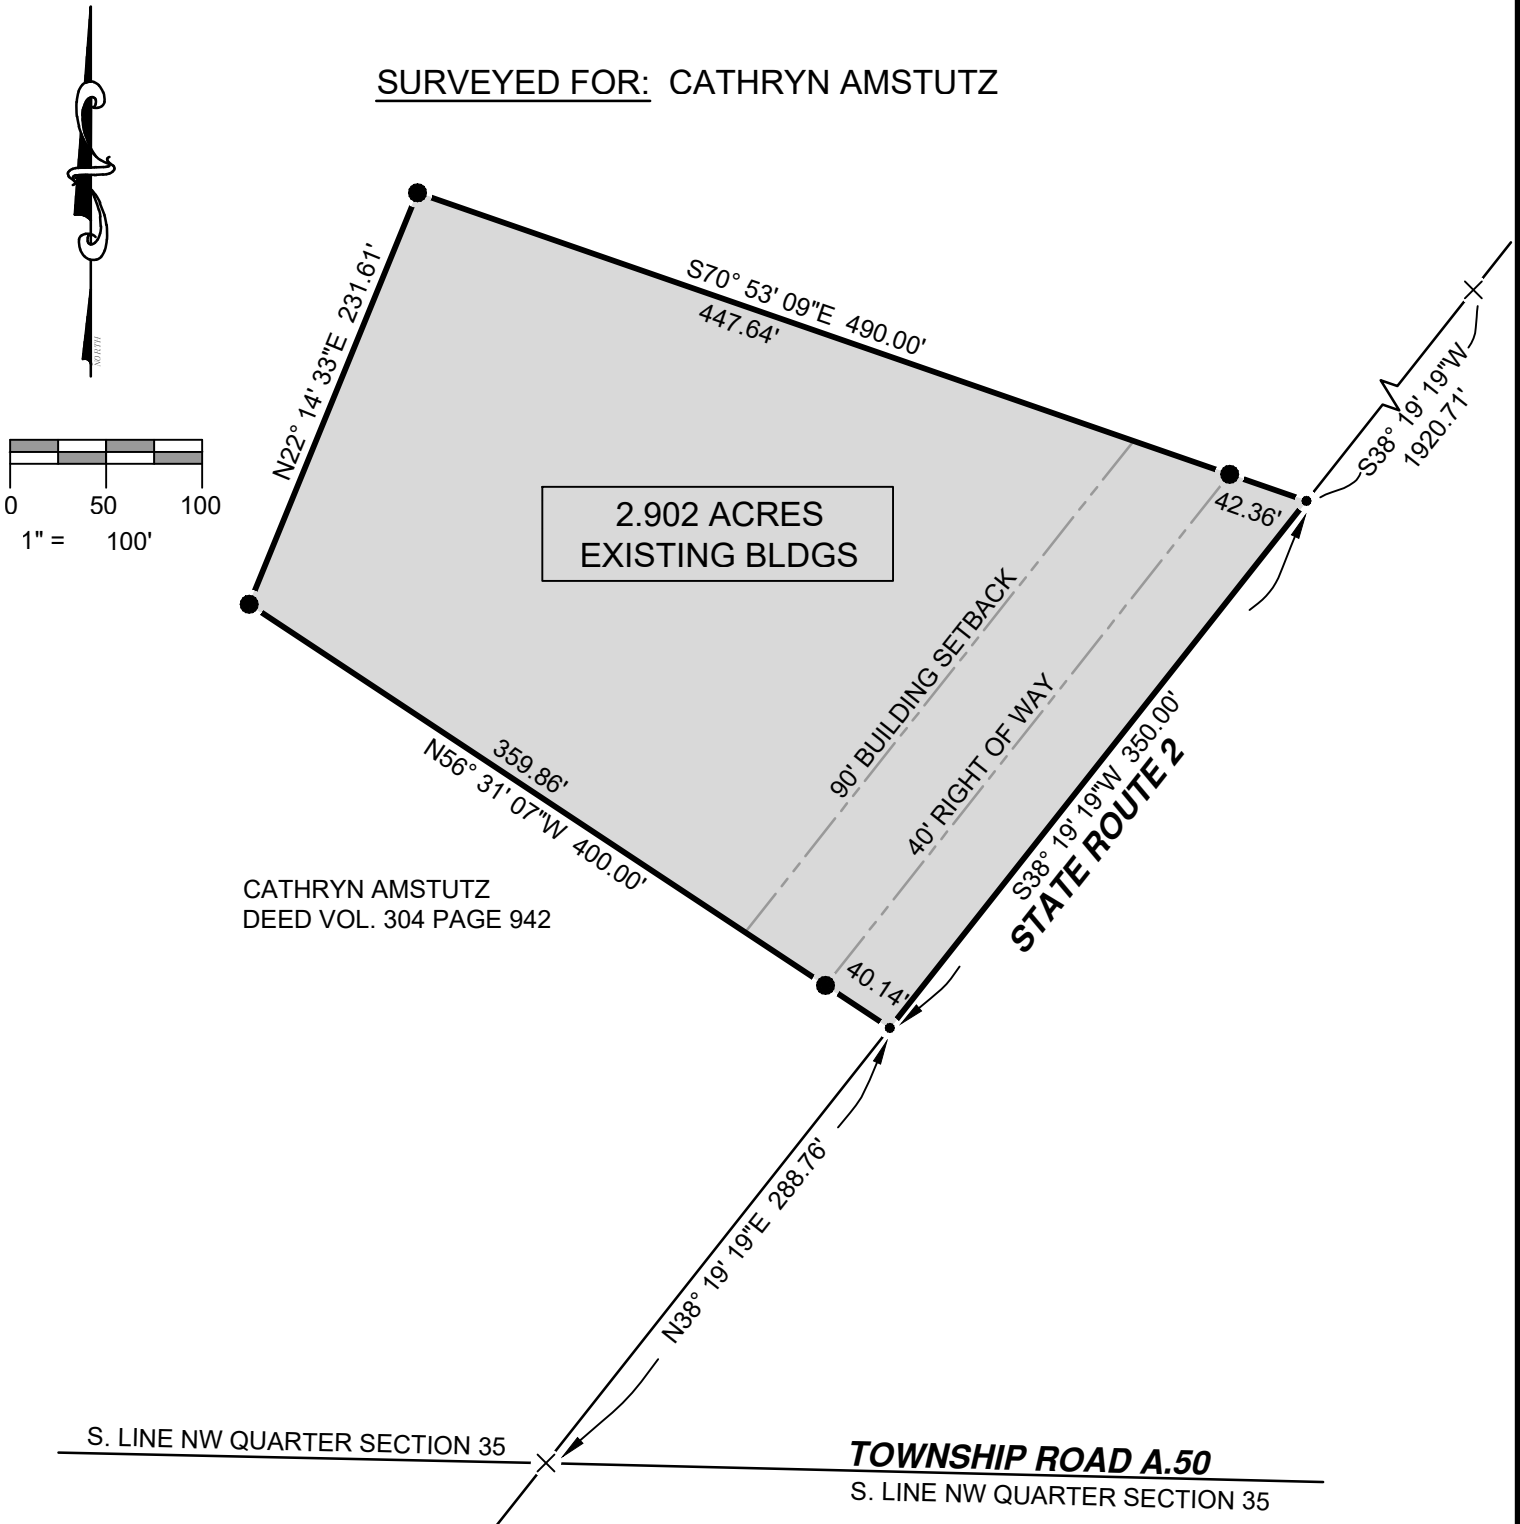 SURVEYED FOR: CATHRYN AMSTUTZ
NORTH
0 50 100
1" = 100'
N22° 14' 33"E 231.61'
S70° 53' 09"E 490.00'
447.64'
42.36'
S38° 19' 19"W
1920.71'
2.902 ACRES
EXISTING BLDGS
90' BUILDING SETBACK
40' RIGHT OF WAY
S38° 19' 19"W 350.00'
STATE ROUTE 2
359.86'
N56° 31' 07"W 400.00'
40.14'
CATHRYN AMSTUTZ
DEED VOL. 304 PAGE 942
N38° 19' 19"E 288.76'
S. LINE NW QUARTER SECTION 35
TOWNSHIP ROAD A.50
S. LINE NW QUARTER SECTION 35